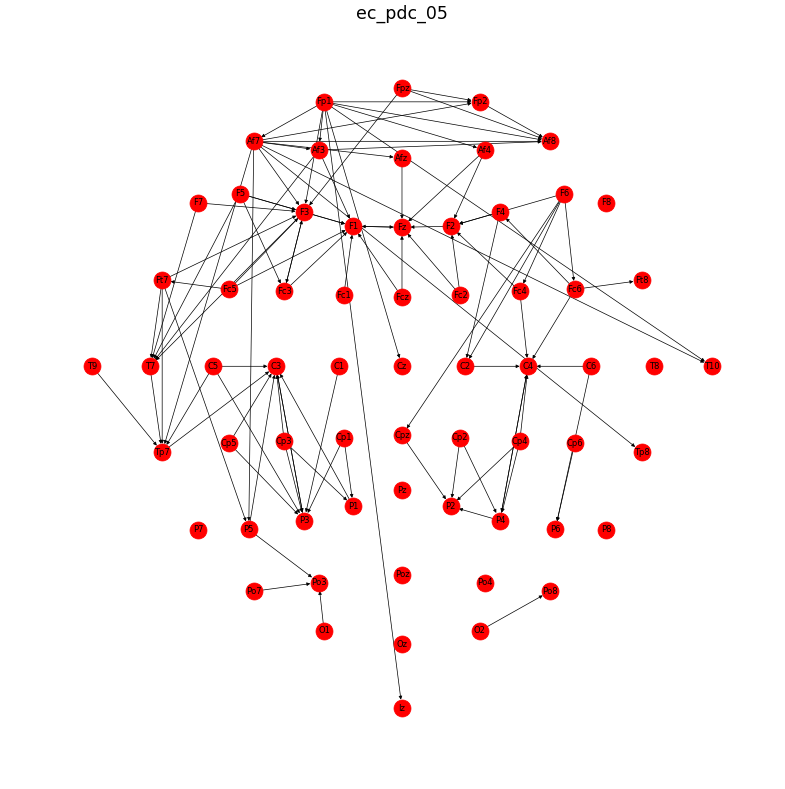 ec_pdc_05
Fpz
Fp1 Fp2
Af7 Af3 Afz Af4 Af8
F7 F5 F3 F1 Fz F2 F4 F6 F8
Ft7 Fc5 Fc3 Fc1 Fcz Fc2 Fc4 Fc6 Ft8
T9 T7 C5 C3 C1 Cz C2 C4 C6 T8 T10
Tp7 Cp5 Cp3 Cp1 Cpz Cp2 Cp4 Cp6 Tp8
P7 P5 P3 P1 Pz P2 P4 P6 P8
Po7 Po3 Poz Po4 Po8
O1 Oz O2
Iz